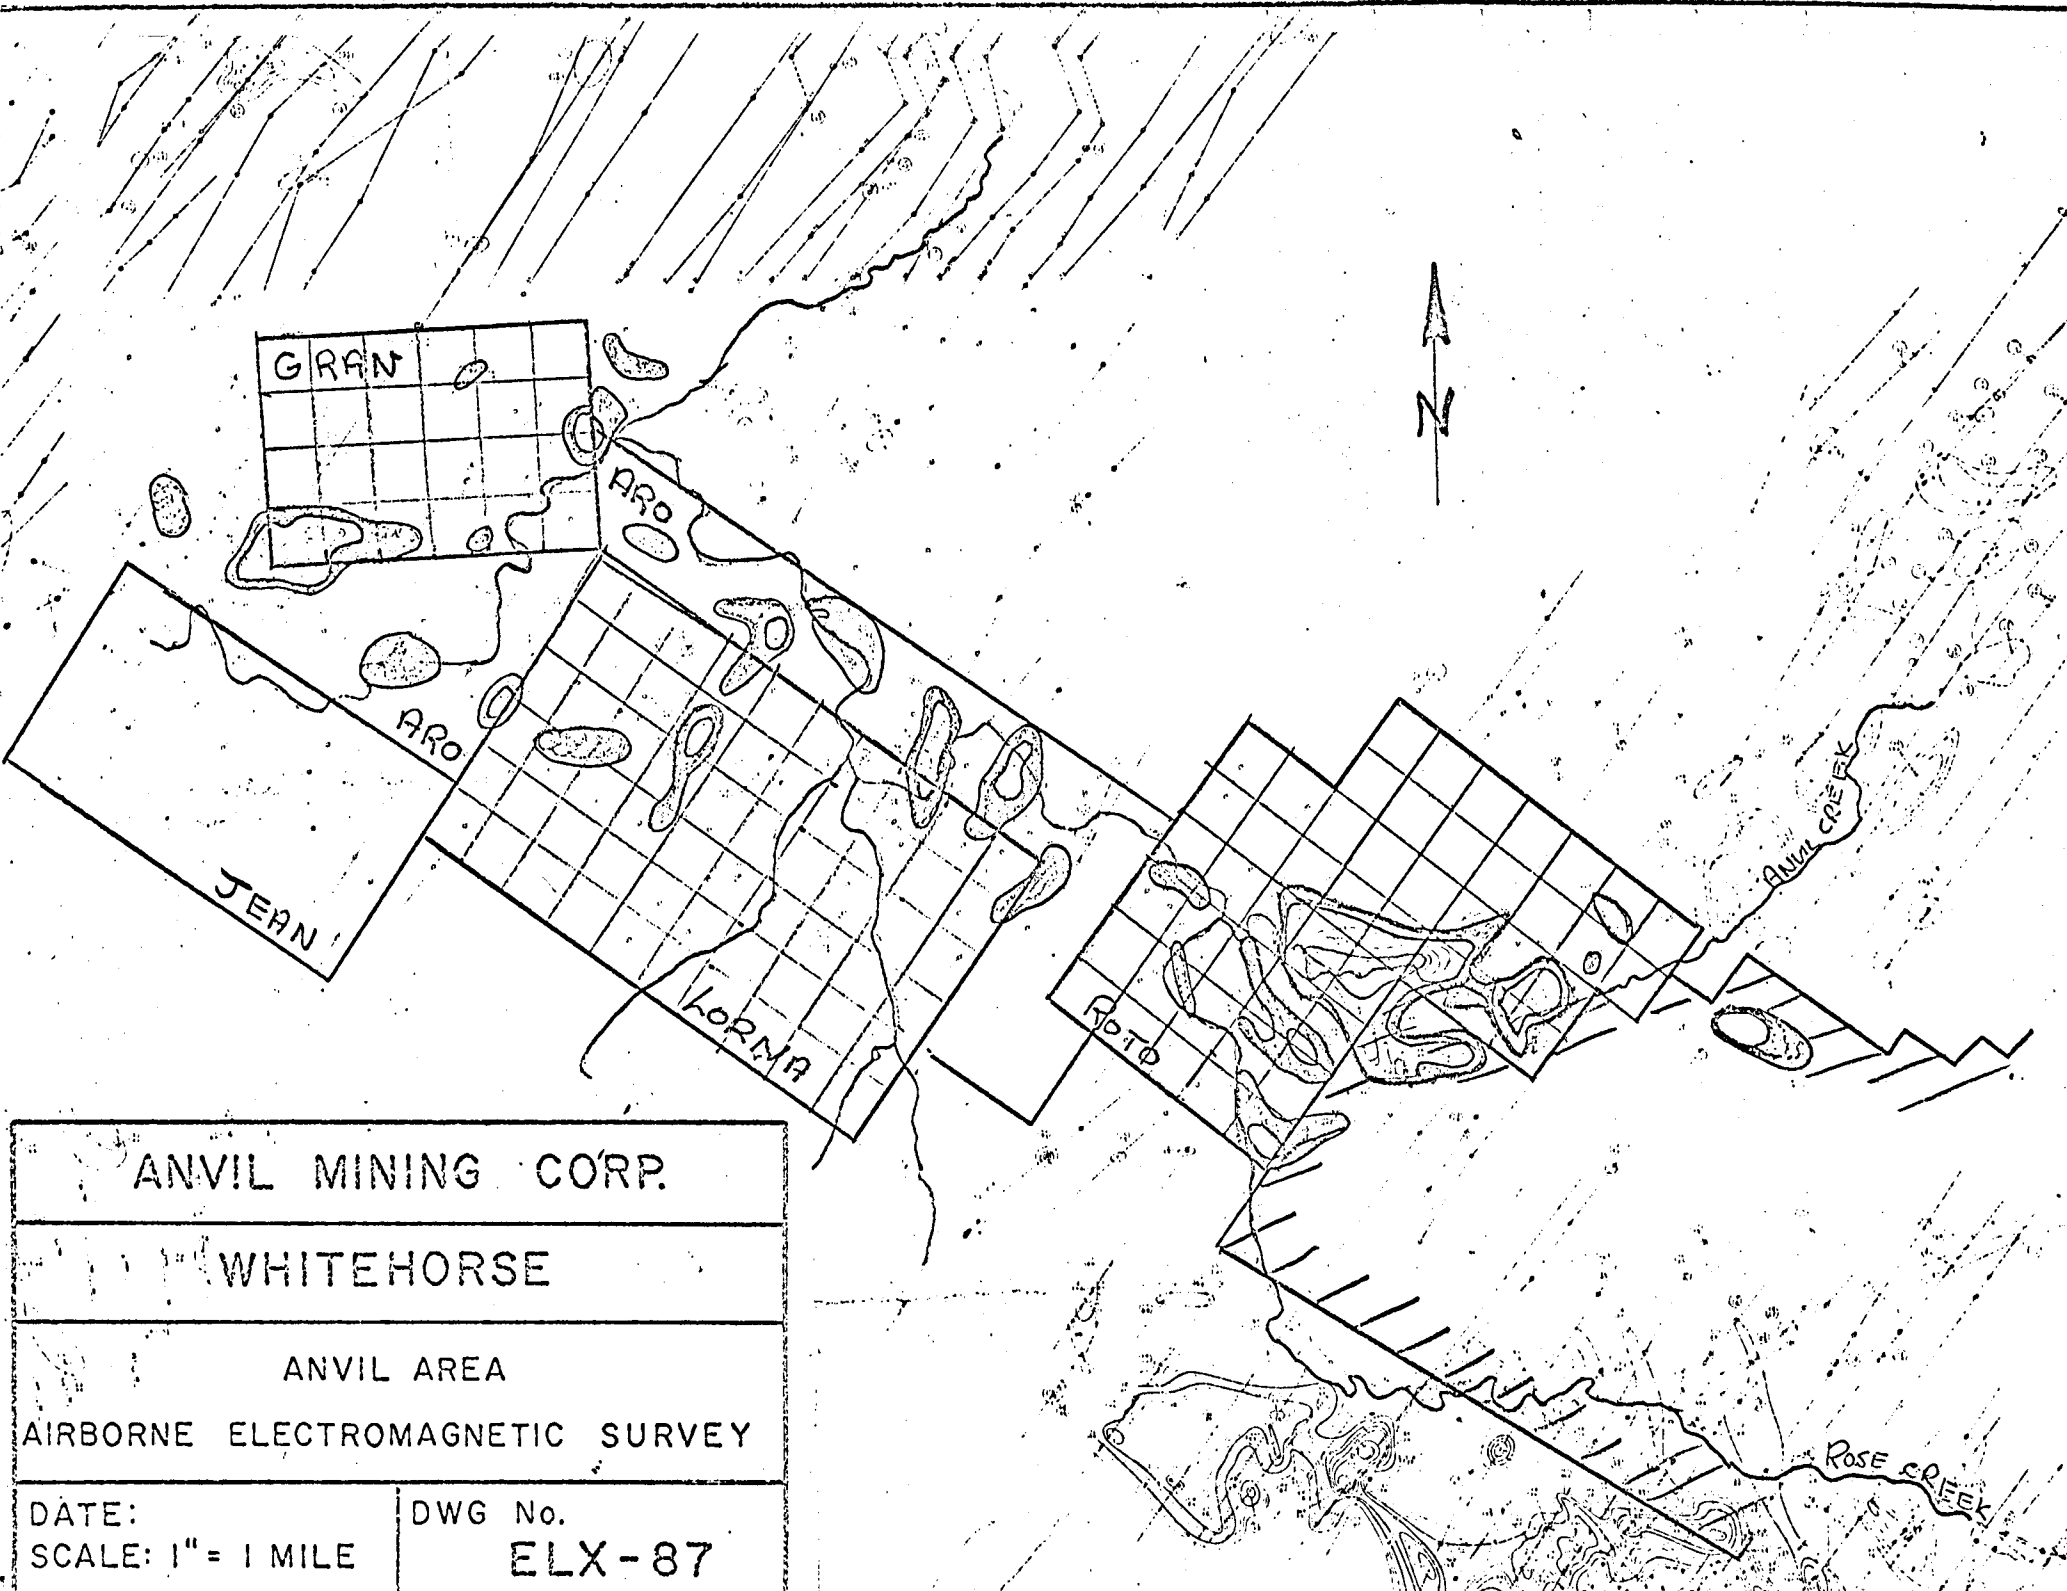 GRAN
ARO
N
ARO
JEAN
LORMA
ROTO
ANVIL CREEK
ROSE CREEK
ANVIL MINING CORP.
WHITEHORSE
ANVIL AREA
AIRBORNE ELECTROMAGNETIC SURVEY
DATE:
SCALE: 1" = 1 MILE
DWG No.
ELX-87